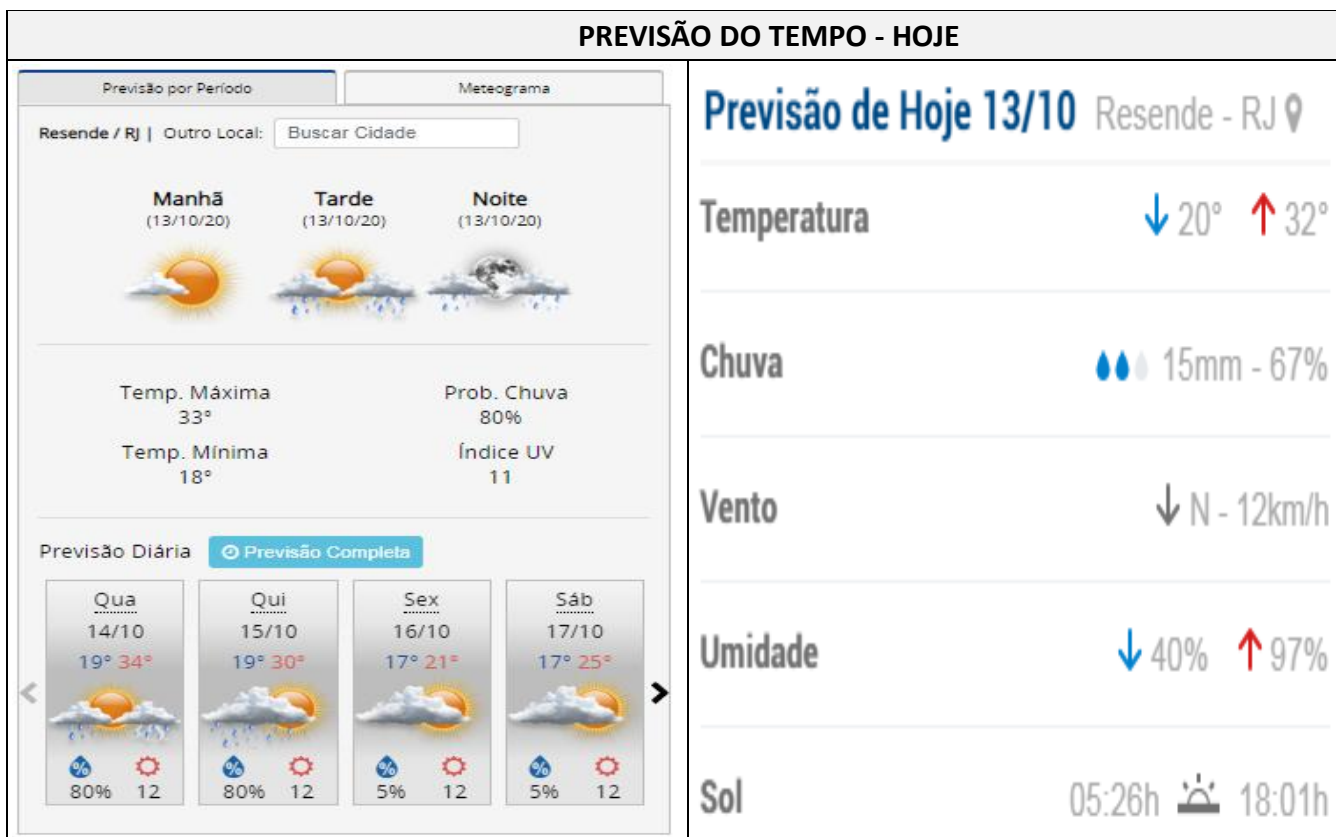 PREVISÃO DO TEMPO - HOJE
Previsão por Período
Meteograma
Resende / RJ | Outro Local: Buscar Cidade
Manhã Tarde Noite
(13/10/20) (13/10/20) (13/10/20)
Temp. Máxima Prob. Chuva
33° 80%
Temp. Mínima Índice UV
18° 11
Previsão Diária Previsão Completa
Qua Qui Sex Sáb
14/10 15/10 16/10 17/10
19° 34° 19° 30° 17° 21° 17° 25°
% % % %
80% 12 80% 12 5% 12 5% 12
Previsão de Hoje 13/10 Resende - RJ
Temperatura 20° 32°
Chuva 15mm - 67%
Vento N - 12km/h
Umidade 40% 97%
Sol 05:26h 18:01h